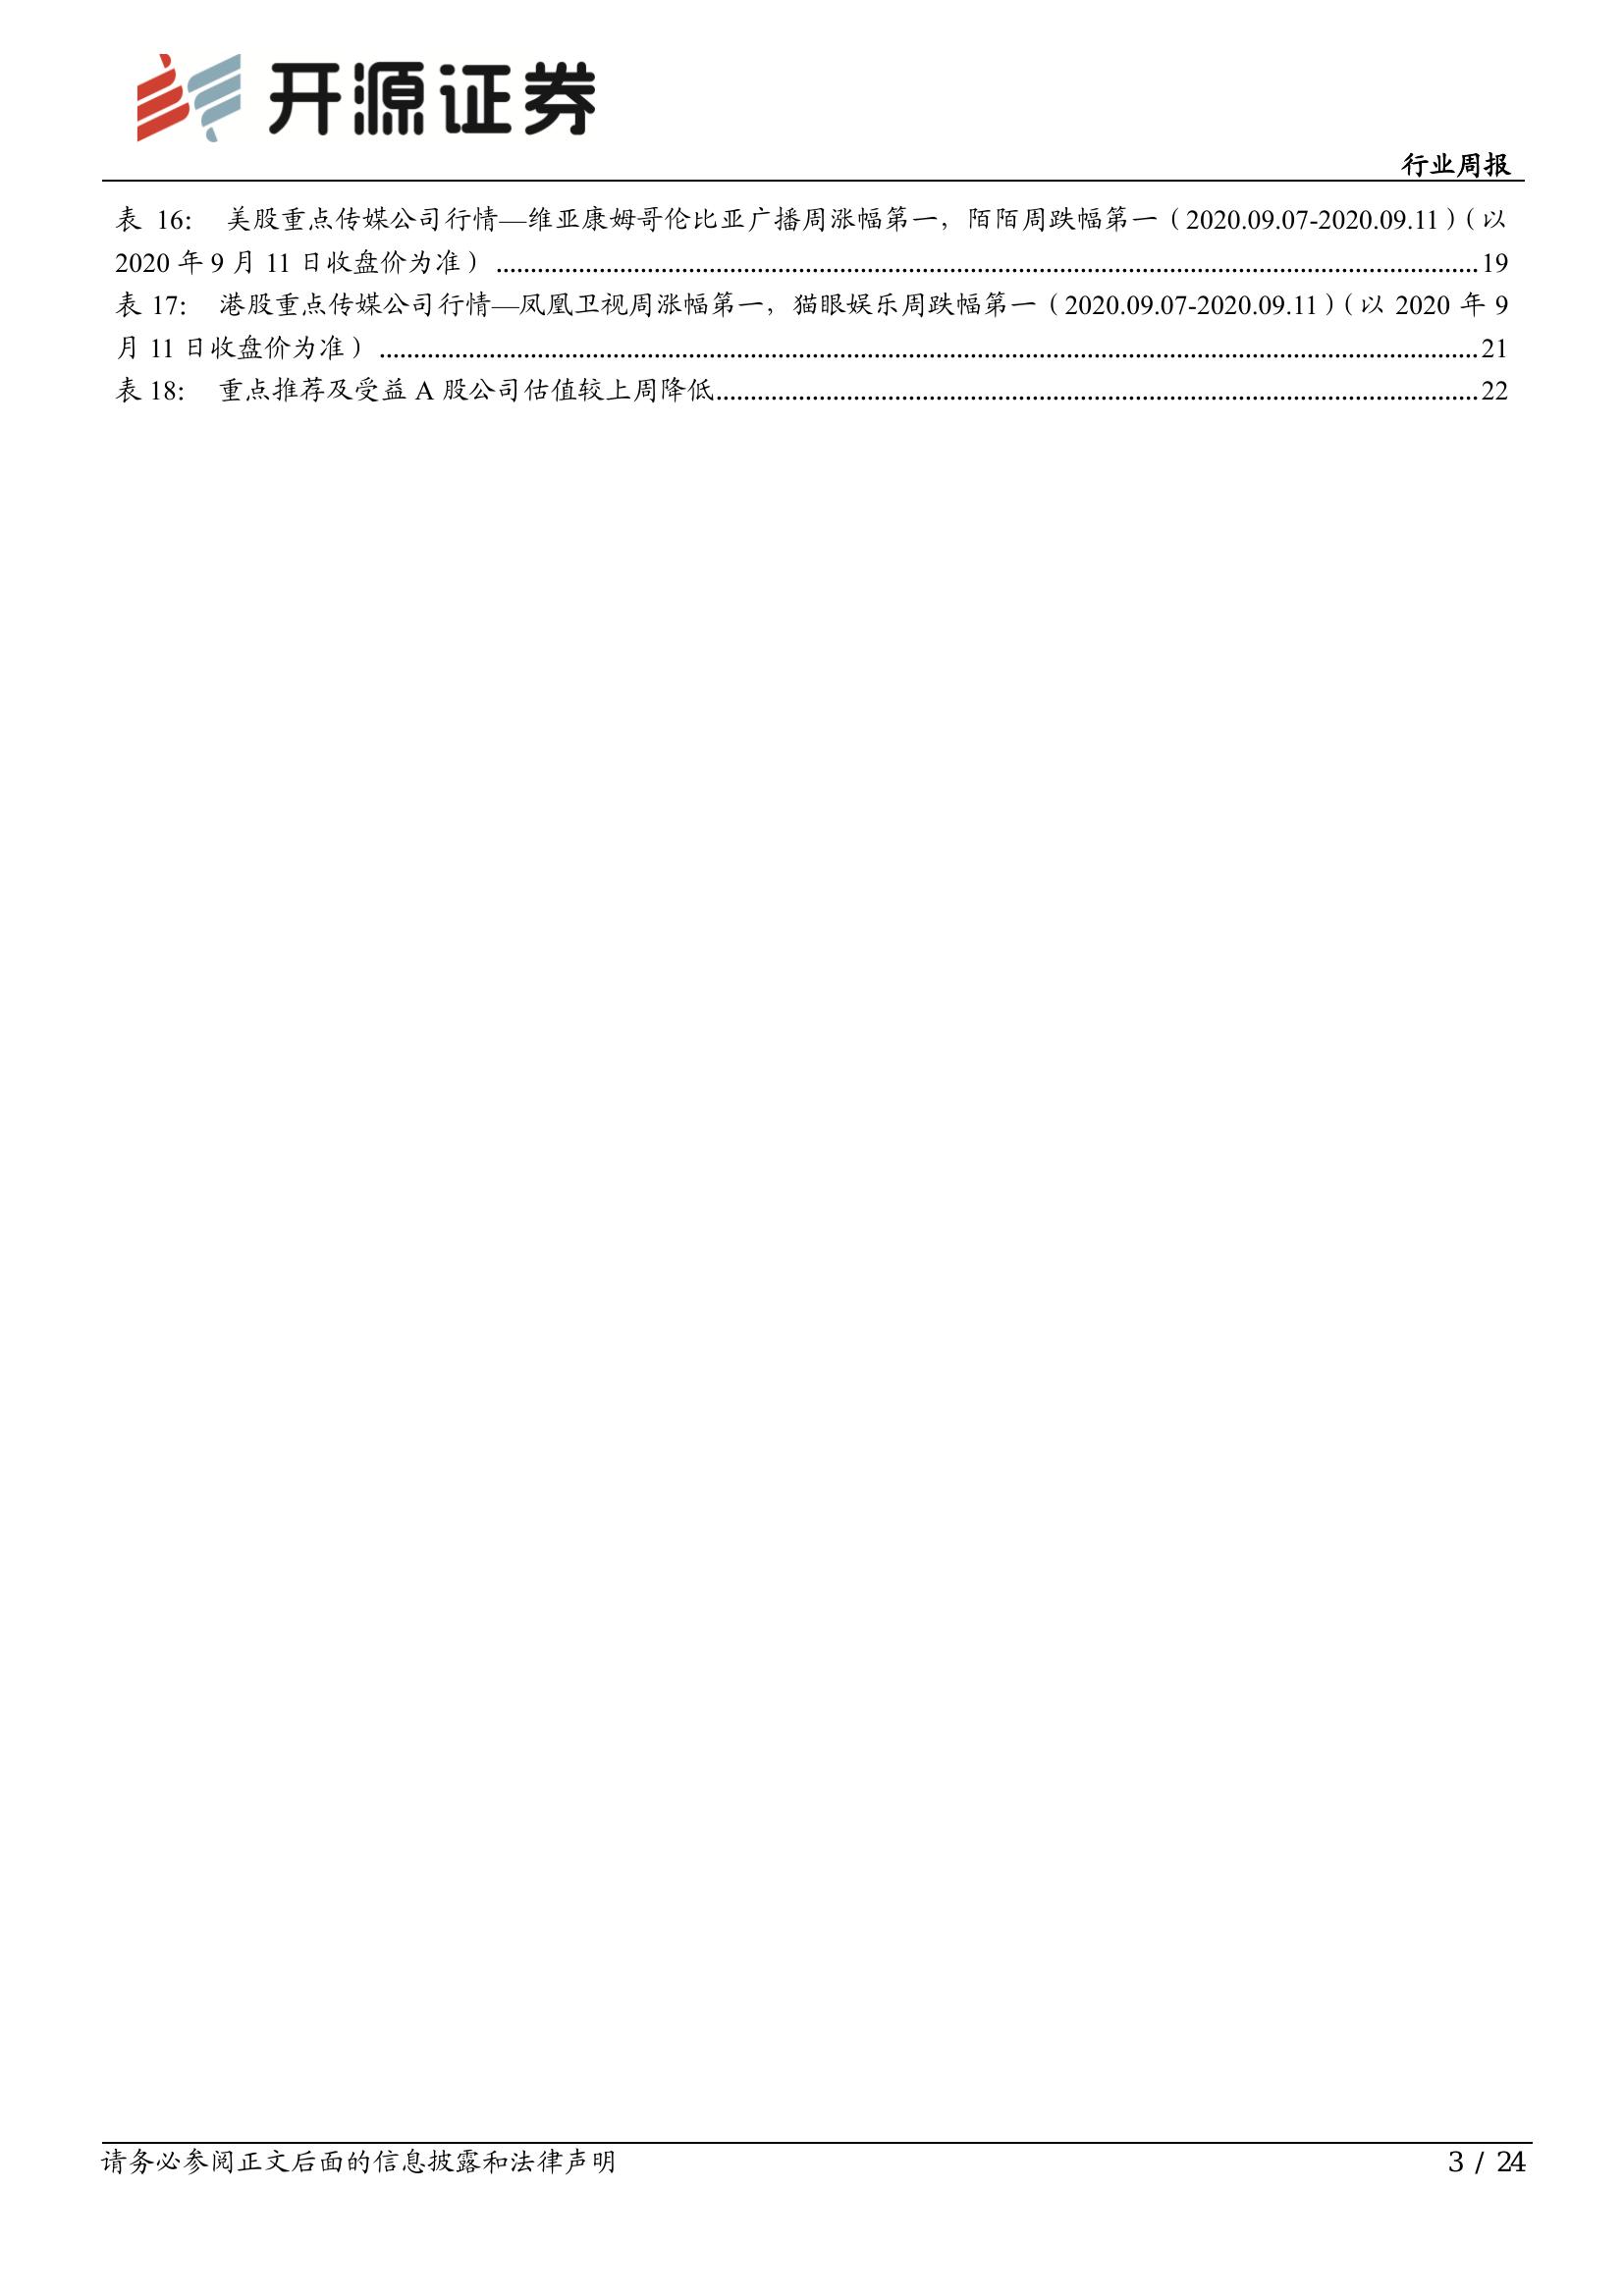 开源证券
行业周报
表 16： 美股重点传媒公司行情—维亚康姆哥伦比亚广播周涨幅第一，陌陌周跌幅第一（2020.09.07-2020.09.11）（以
2020 年 9 月 11 日收盘价为准） ........................................................................................................................................19
表 17： 港股重点传媒公司行情—凤凰卫视周涨幅第一，猫眼娱乐周跌幅第一（2020.09.07-2020.09.11）（以 2020 年 9
月 11 日收盘价为准） ........................................................................................................................................................21
表 18： 重点推荐及受益 A 股公司估值较上周降低..........................................................................................................22
请务必参阅正文后面的信息披露和法律声明
3 / 24